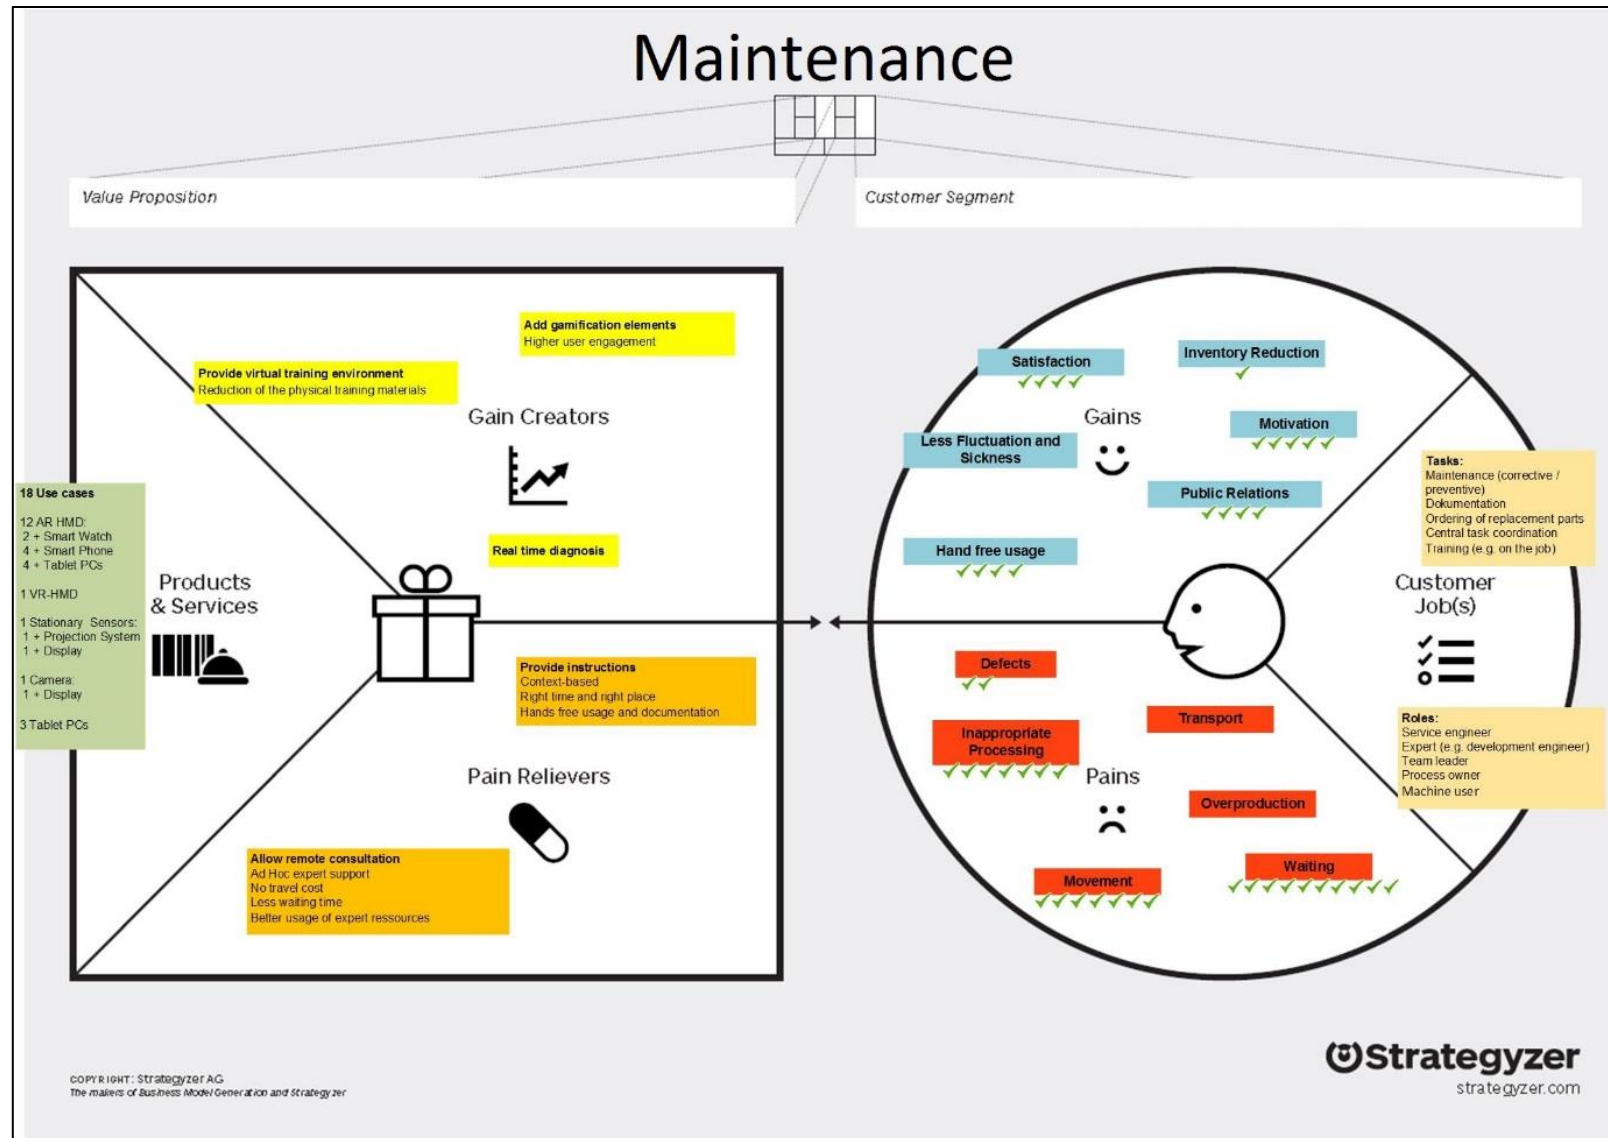 Maintenance
Value Proposition
Customer Segment
Add gamification elements
Higher user engagement
Provide virtual training environment
Reduction of the physical training materials
Gain Creators
Real time diagnosis
18 Use cases
12 AR HMD:
2 + Smart Watch
4 + Smart Phone
4 + Tablet PCs
1 VR-HMD
1 Stationary Sensors:
1 + Projection System
1 + Display
1 Camera:
1 + Display
3 Tablet PCs
Products
& Services
Provide instructions
Context-based
Right time and right place
Hands free usage and documentation
Pain Relievers
Allow remote consultation
Ad Hoc expert support
No travel cost
Less waiting time
Better usage of expert ressources
Satisfaction
Inventory Reduction
Gains
Motivation
Less Fluctuation and
Sickness
Public Relations
Hand free usage
Tasks:
Maintenance (corrective /
preventive)
Dokumentation
Ordering of replacement parts
Central task coordination
Training (e.g. on the job)
Customer
Job(s)
Roles:
Service engineer
Expert (e.g. development engineer)
Team leader
Process owner
Machine user
Defects
Transport
Inappropriate
Processing
Pains
Overproduction
Movement
Waiting
COPYRIGHT: Strategyzer AG
The makers of Business Model Generation and Strategyzer
Strategyzer
strategyzer.com